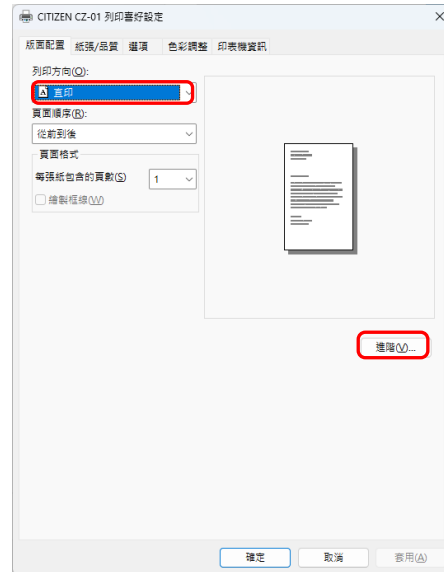 CITIZEN CZ-01 列印喜好設定
版面配置 紙張/品質 選項 色彩調整 印表機資訊
列印方向(O):
A 直印
頁面順序(R):
從前到後
頁面格式
每張紙包含的頁數(S) 1
繪製框線(W)
進階(V)...
確定 取消 套用(A)